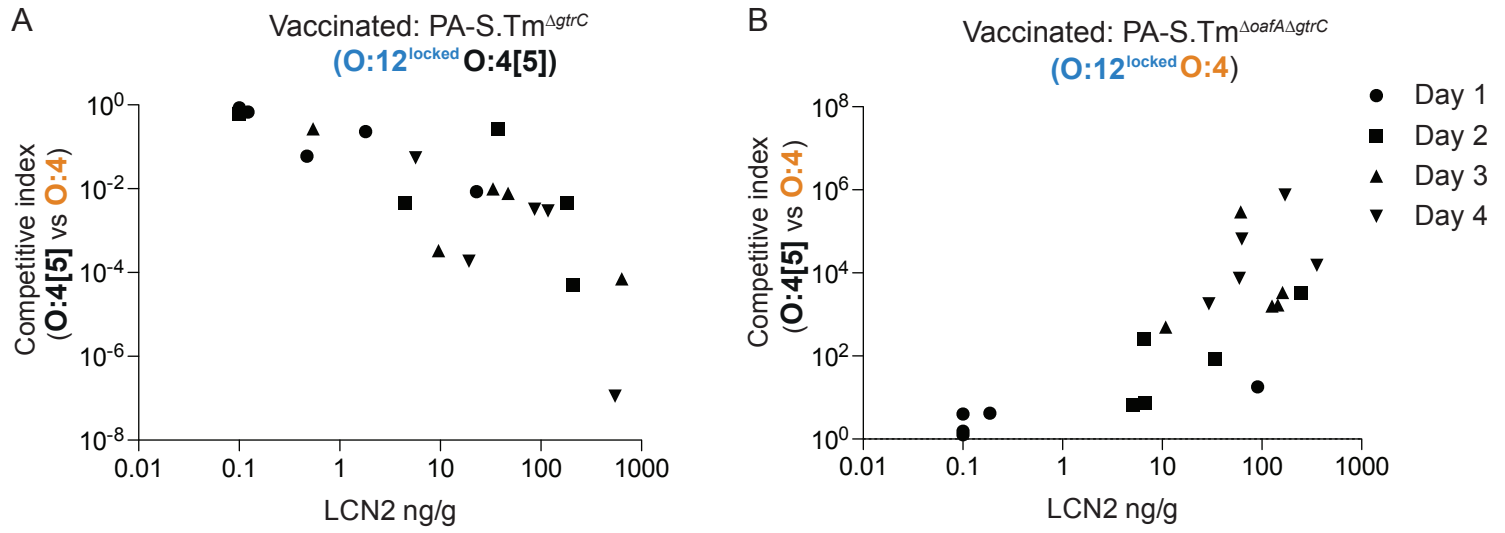 A
Vaccinated: PA-S.Tm^ΔgtrC
(O:12^locked O:4[5])
Competitive index
(O:4[5] vs O:4)
10^0
10^-2
10^-4
10^-6
10^-8
0.01 0.1 1 10 100 1000
LCN2 ng/g
B
Vaccinated: PA-S.Tm^ΔoafAΔgtrC
(O:12^locked O:4)
Competitive index
(O:4[5] vs O:4)
10^8
10^6
10^4
10^2
10^0
0.01 0.1 1 10 100 1000
LCN2 ng/g
Day 1
Day 2
Day 3
Day 4